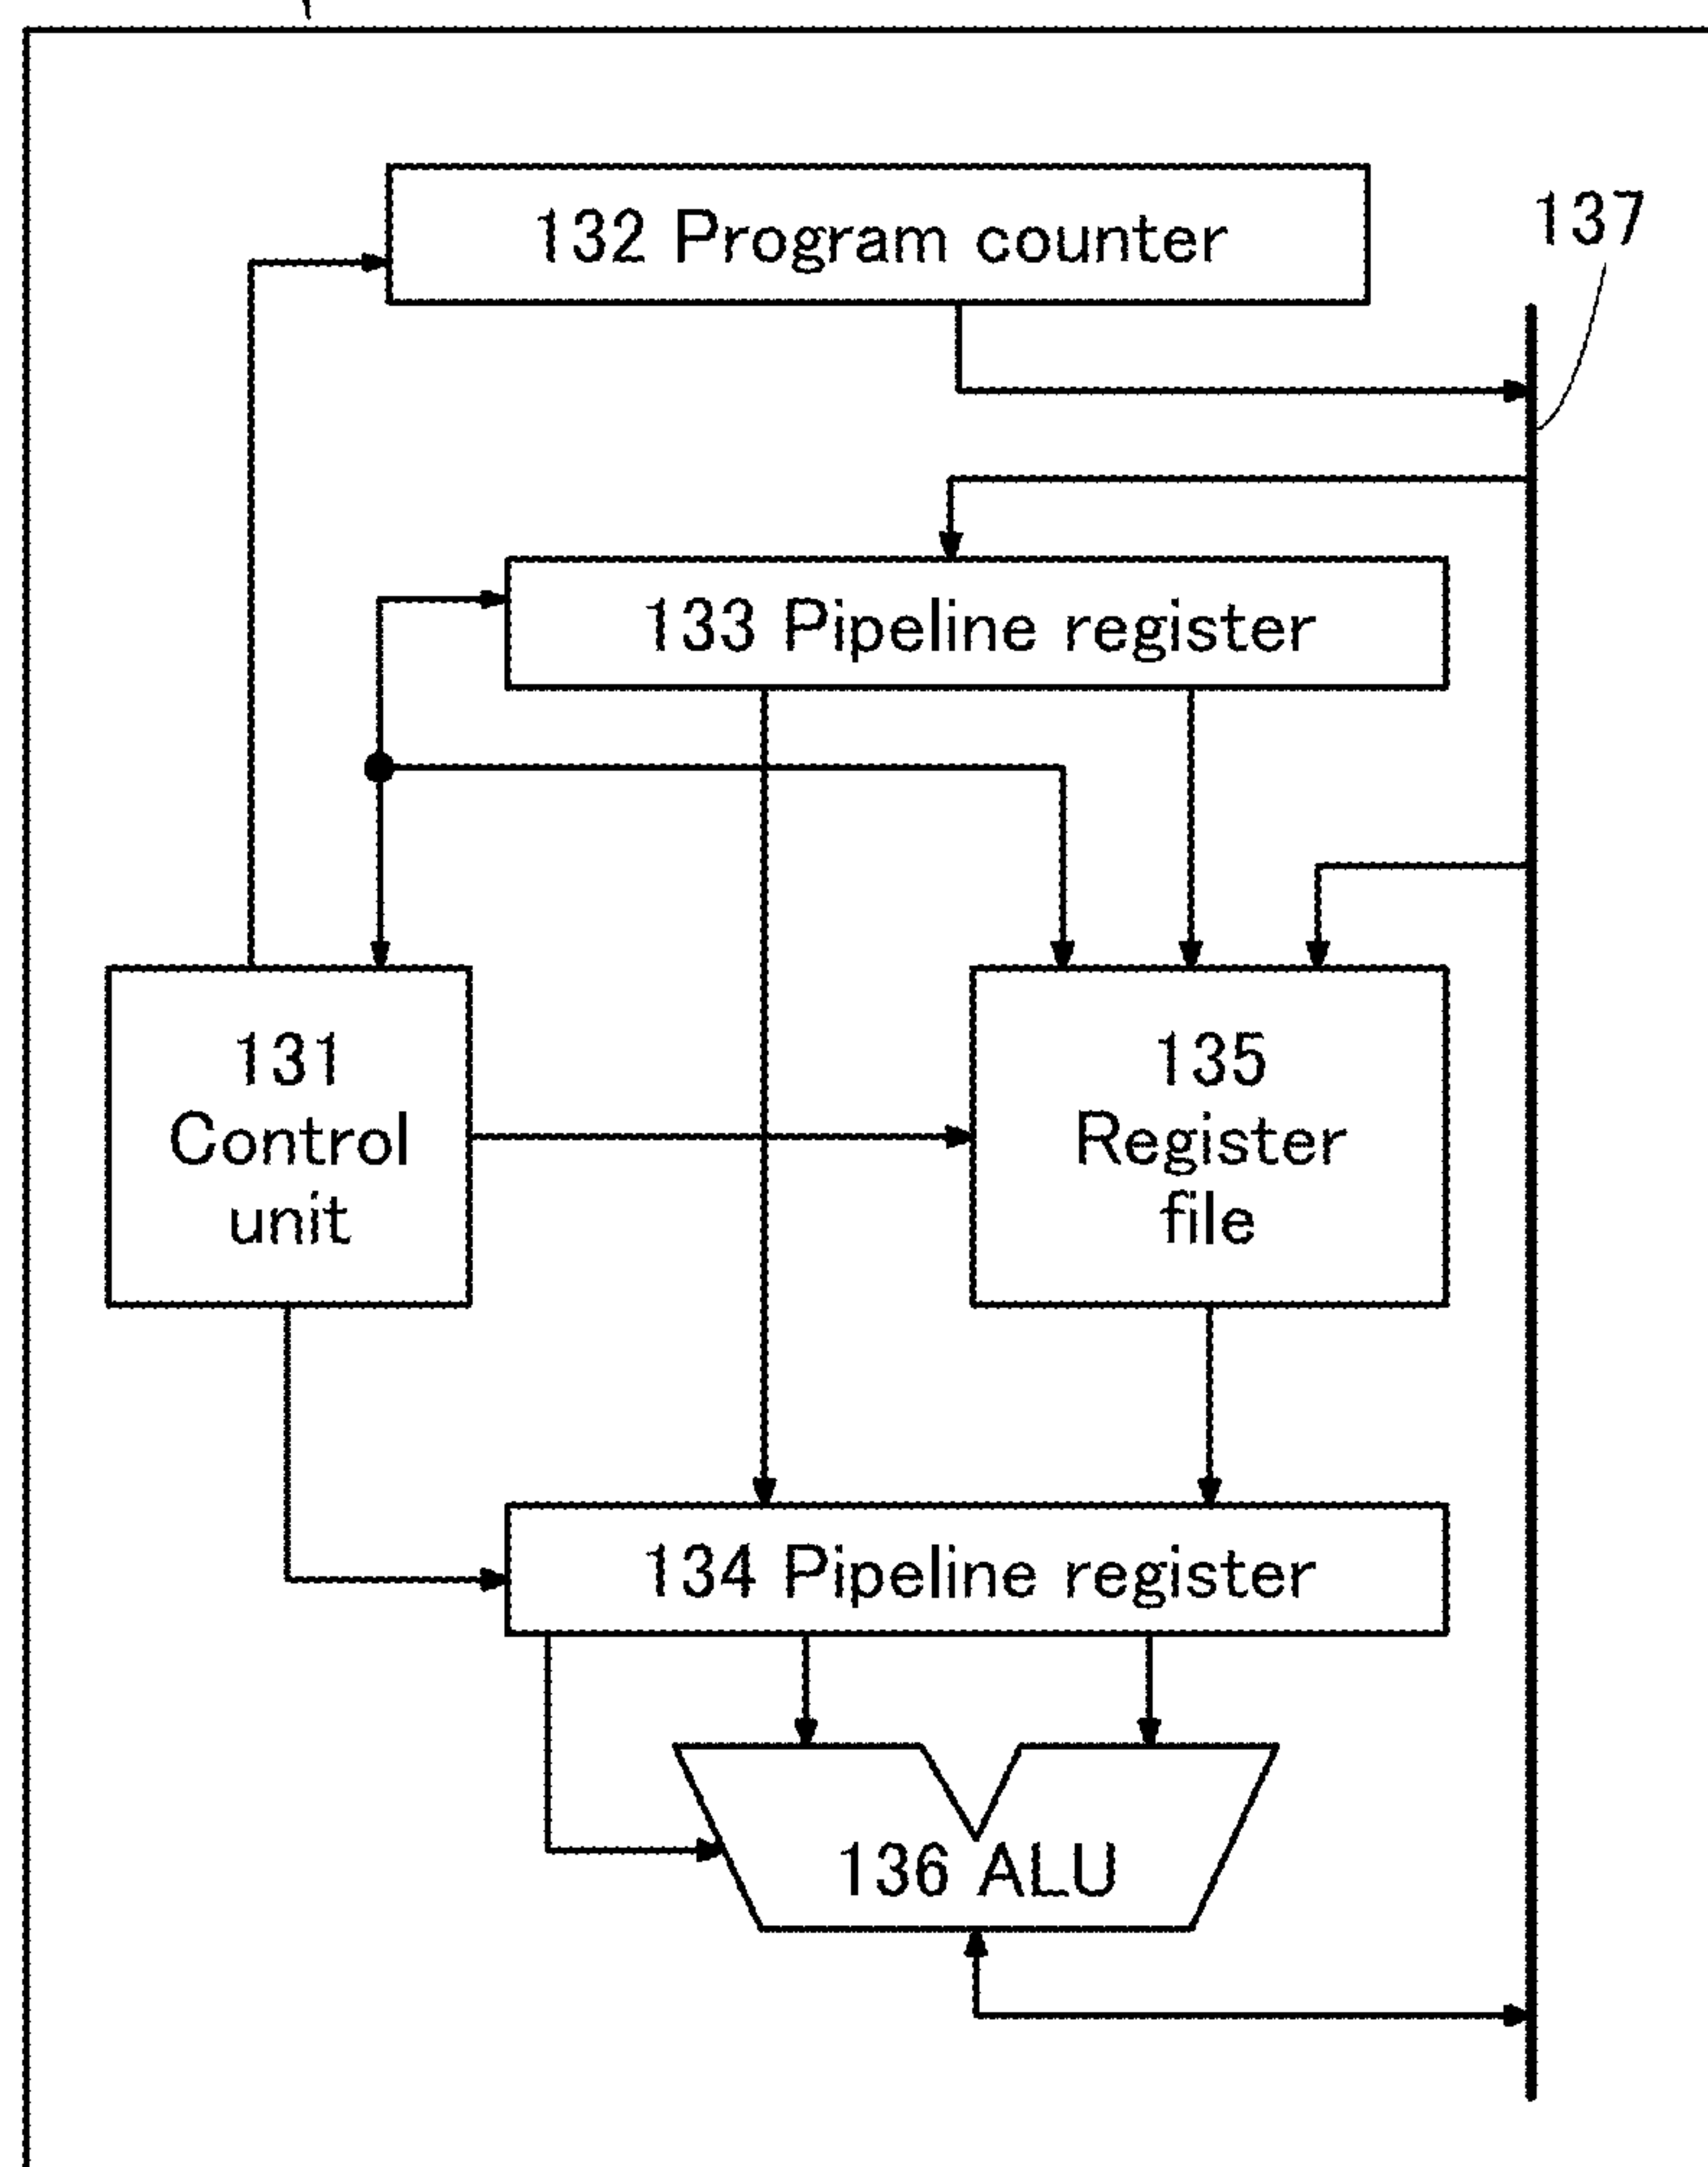 132 Program counter
137
133 Pipeline register
131
Control
unit
135
Register
file
134 Pipeline register
136 ALU